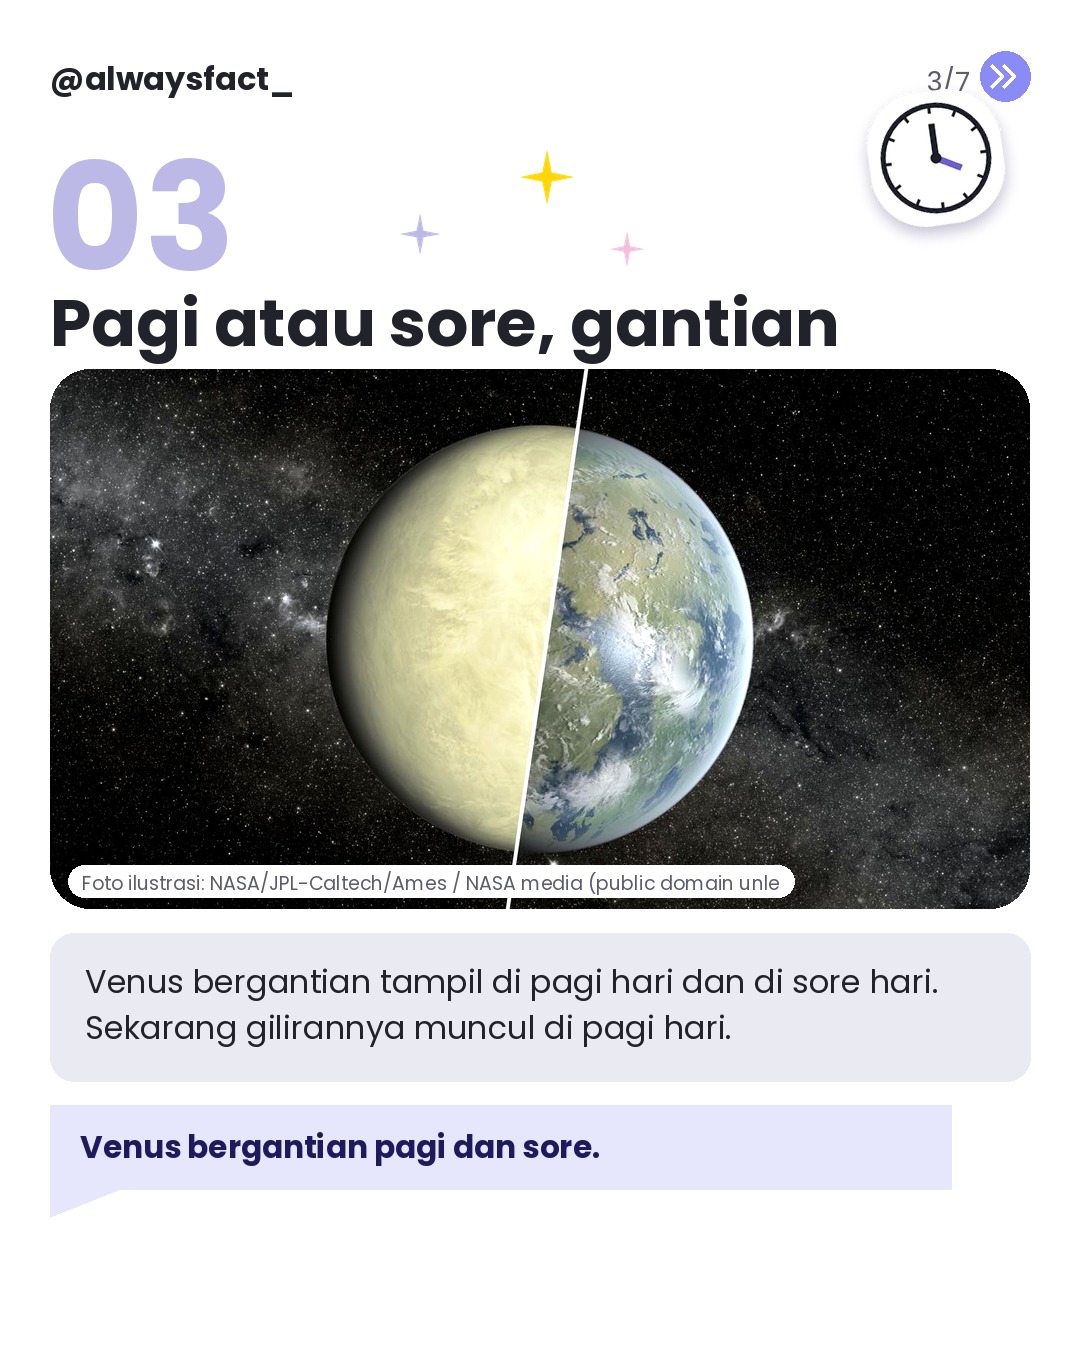 @alwaysfact_
3/7
03
Pagi atau sore, gantian
Foto ilustrasi: NASA/JPL-Caltech/Ames / NASA media (public domain unle
Venus bergantian tampil di pagi hari dan di sore hari.
Sekarang gilirannya muncul di pagi hari.
Venus bergantian pagi dan sore.